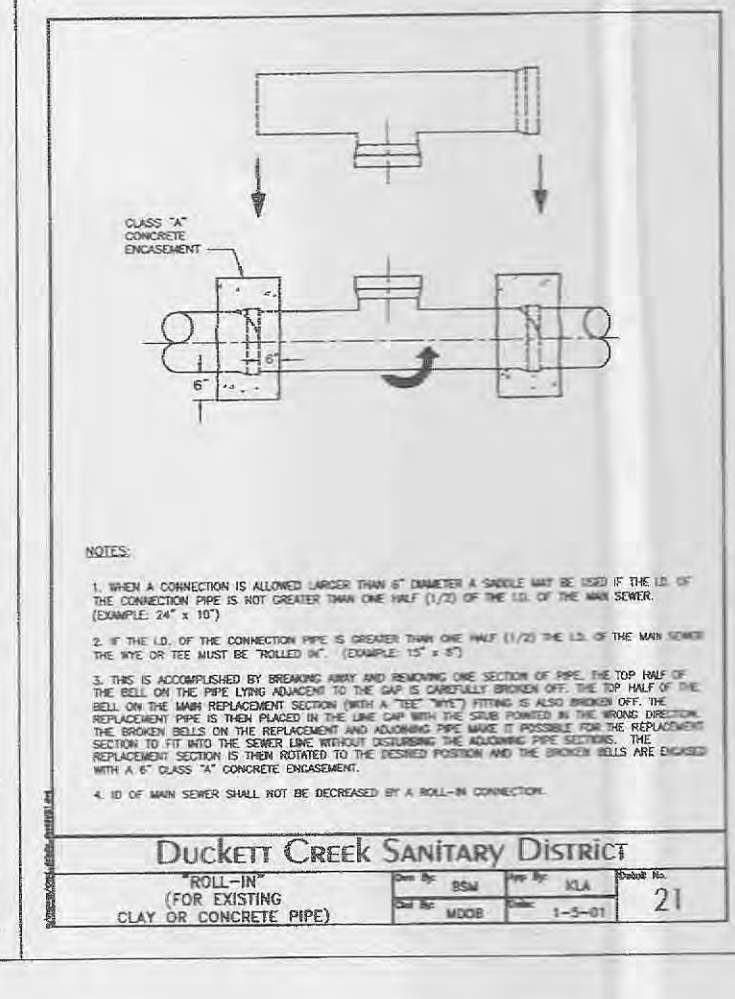 CLASS "A"
CONCRETE
ENCASEMENT
6"
6"
NOTES:
1. WHEN A CONNECTION IS ALLOWED LARGER THAN 6" DIAMETER A SADDLE MAY BE USED IF THE I.D. OF
THE CONNECTION PIPE IS NOT GREATER THAN ONE HALF (1/2) OF THE I.D. OF THE MAIN SEWER.
(EXAMPLE: 24" x 10")
2. IF THE I.D. OF THE CONNECTION PIPE IS GREATER THAN ONE HALF (1/2) THE I.D. OF THE MAIN SEWER
THE WYE OR TEE MUST BE "ROLLED IN". (EXAMPLE: 15" x 8")
3. THIS IS ACCOMPLISHED BY BREAKING AWAY AND REMOVING ONE SECTION OF PIPE. THE TOP HALF OF
THE BELL ON THE PIPE LYING ADJACENT TO THE GAP IS CAREFULLY BROKEN OFF. THE TOP HALF OF THE
BELL ON THE MAIN REPLACEMENT SECTION (WITH A "TEE" "WYE") FITTING IS ALSO BROKEN OFF. THE
REPLACEMENT PIPE IS THEN PLACED IN THE LINE GAP WITH THE STUB POINTED IN THE WRONG DIRECTION.
THE BROKEN BELLS ON THE REPLACEMENT AND ADJOINING PIPE MAKE IT POSSIBLE FOR THE REPLACEMENT
SECTION TO FIT INTO THE SEWER LINE WITHOUT DISTURBING THE ADJOINING PIPE SECTIONS. THE
REPLACEMENT SECTION IS THEN ROTATED TO THE DESIRED POSITION AND THE BROKEN BELLS ARE ENCASED
WITH A 6" CLASS "A" CONCRETE ENCASEMENT.
4. ID OF MAIN SEWER SHALL NOT BE DECREASED BY A ROLL-IN CONNECTION.
DUCKETT CREEK SANITARY DISTRICT
"ROLL-IN"
(FOR EXISTING
CLAY OR CONCRETE PIPE)
Dwn By: BSM
App By: KLA
Detail No.
21
Ckd By: MDOB
Date: 1-5-01